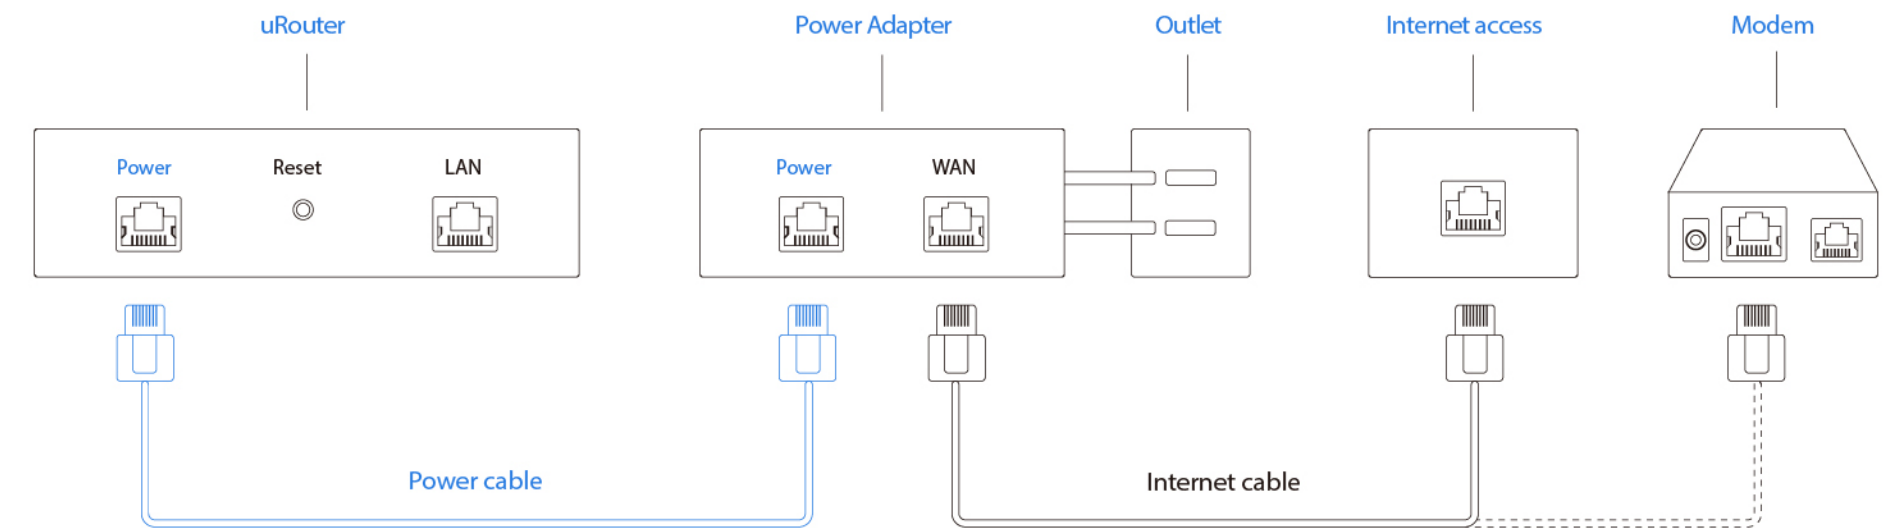 uRouter
Power Adapter
Outlet
Internet access
Modem
Power
Reset
LAN
Power
WAN
Power cable
Internet cable